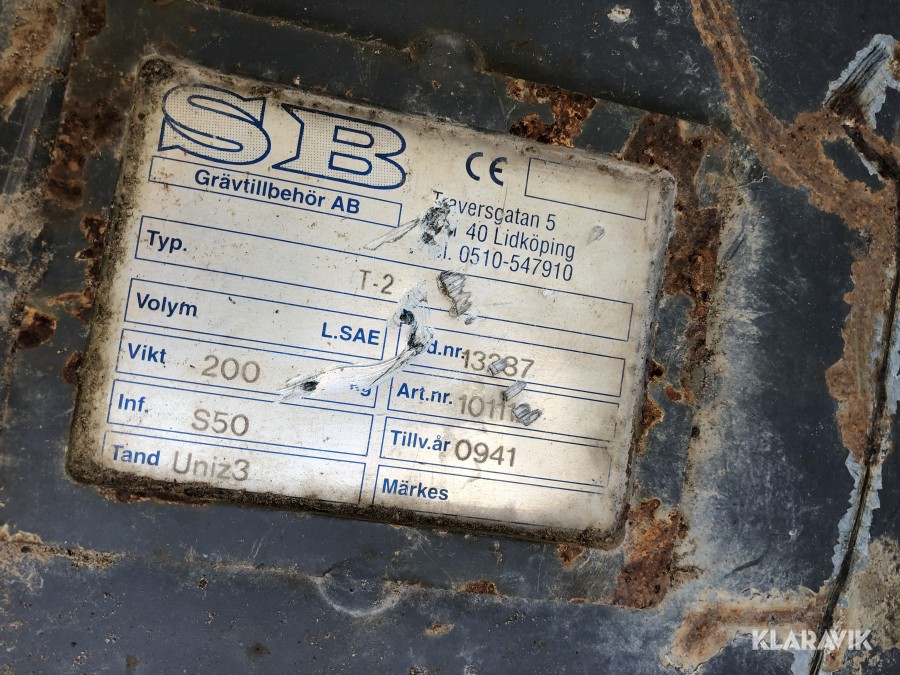 SB
Grävtillbehör AB
CE
Traversgatan 5
40 Lidköping
0510-547910
Typ. T-2
Volym L.SAE
Vikt 200 kg
Inf. S50
Art.nr.
Tillv.år 0941
Tand Uniz3
Märkes
KLARAVIK